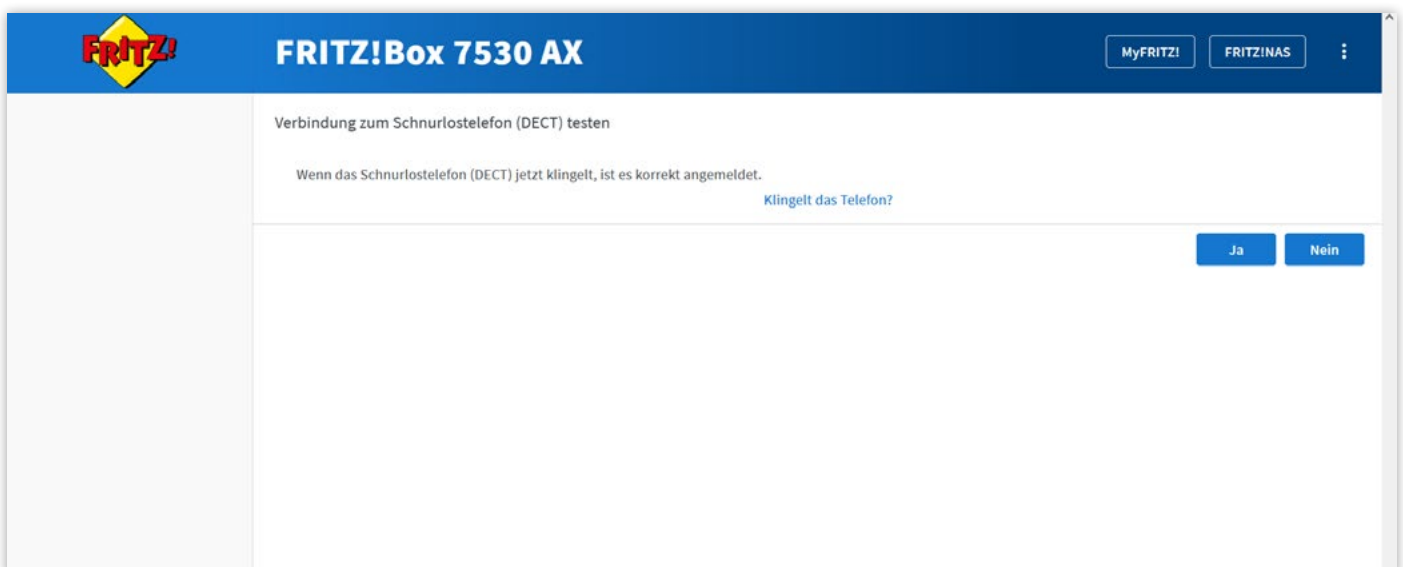 FRITZ!
FRITZ!Box 7530 AX
MyFRITZ!
FRITZ!NAS
Verbindung zum Schnurlostelefon (DECT) testen
Wenn das Schnurlostelefon (DECT) jetzt klingelt, ist es korrekt angemeldet.
Klingelt das Telefon?
Ja
Nein